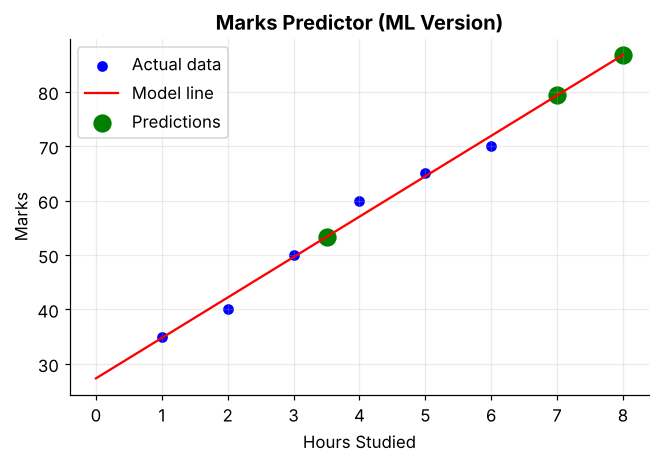 Marks Predictor (ML Version)
Actual data
Model line
Predictions
80
70
60
50
40
30
Marks
0 1 2 3 4 5 6 7 8
Hours Studied